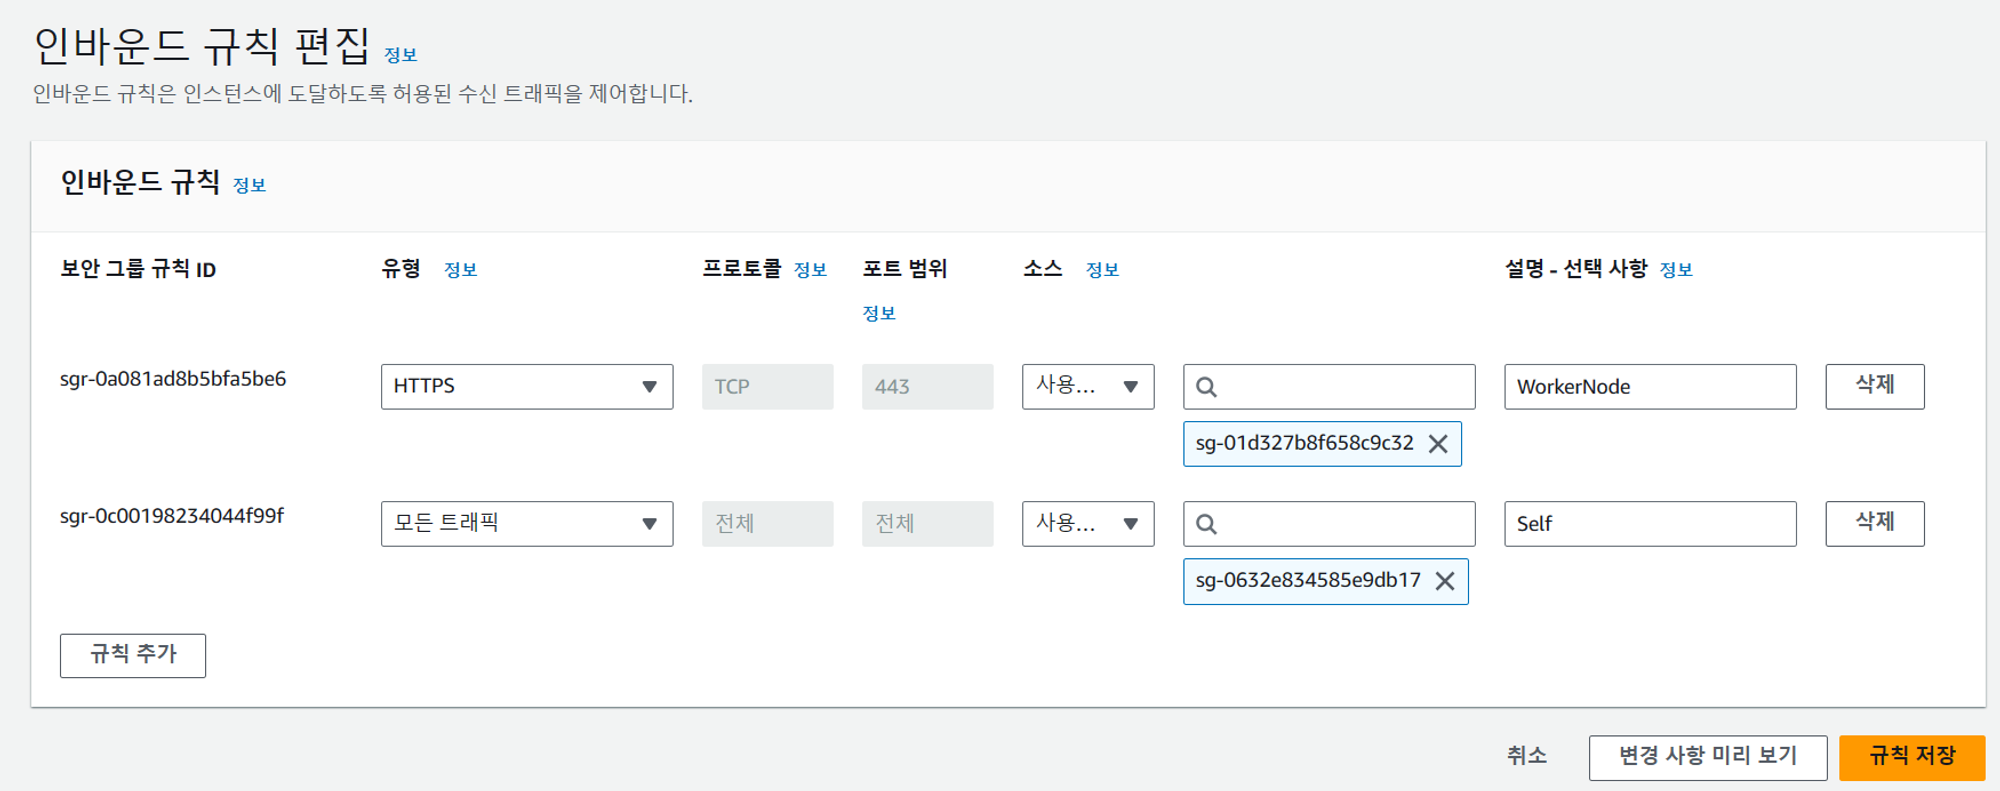 인바운드 규칙 편집 정보
인바운드 규칙은 인스턴스에 도달하도록 허용된 수신 트래픽을 제어합니다.
인바운드 규칙 정보
보안 그룹 규칙 ID 유형 정보 프로토콜 정보 포트 범위 정보 소스 정보 설명 - 선택 사항 정보
sgr-0a081ad8b5bfa5be6 HTTPS TCP 443 사용... WorkerNode 삭제
sg-01d327b8f658c9c32
sgr-0c00198234044f99f 모든 트래픽 전체 전체 사용... Self 삭제
sg-0632e834585e9db17
규칙 추가
취소 변경 사항 미리 보기 규칙 저장